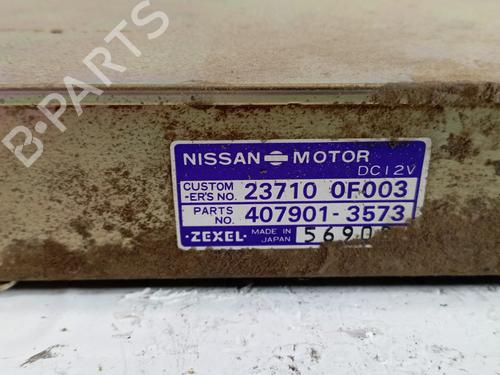 B-PARTS
NISSAN MOTOR
DC12V
CUSTOM
-ER'S NO. 23710 0F003
PARTS
NO. 407901-3573
·ZEXEL· MADE IN
JAPAN